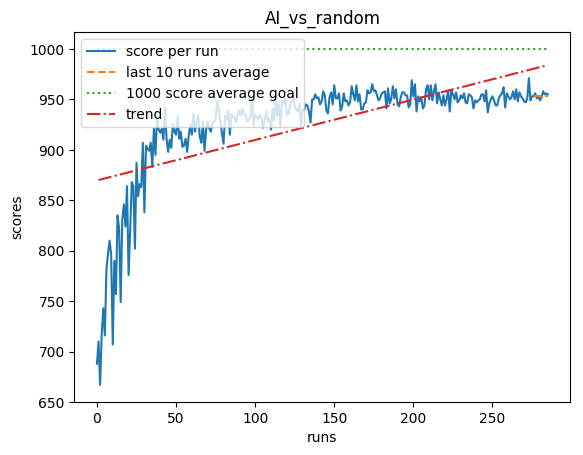 AI_vs_random
score per run
last 10 runs average
1000 score average goal
trend
scores
1000
950
900
850
800
750
700
650
0
50
100
150
200
250
runs